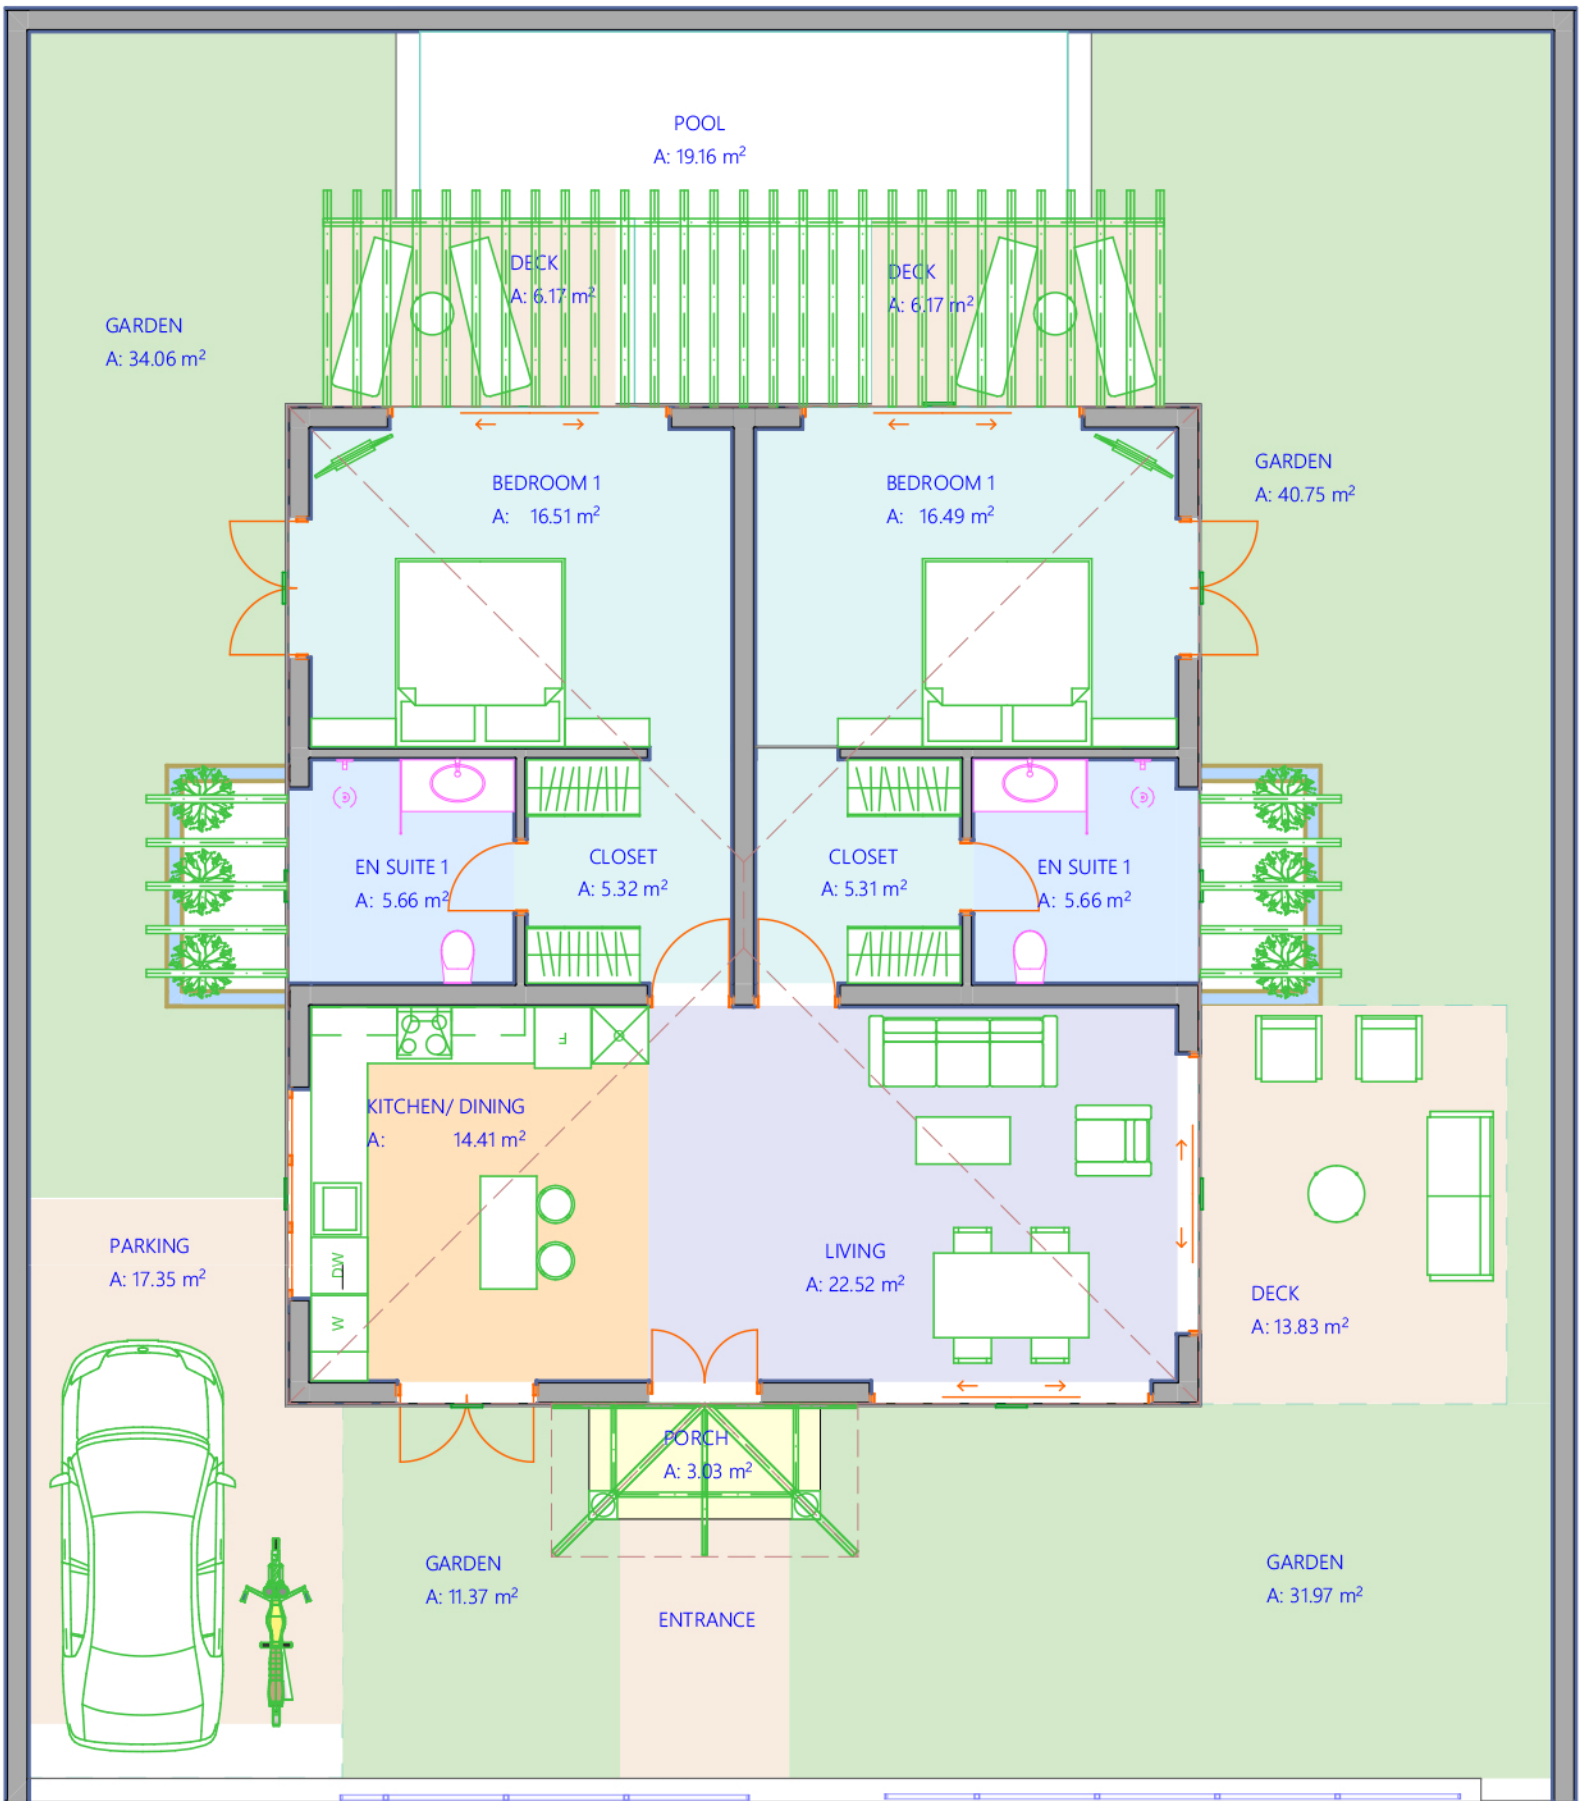 POOL
A: 19.16 m²
DECK
A: 6.17 m²
DECK
A: 6.17 m²
GARDEN
A: 34.06 m²
GARDEN
A: 40.75 m²
BEDROOM 1
A: 16.51 m²
BEDROOM 1
A: 16.49 m²
EN SUITE 1
A: 5.66 m²
CLOSET
A: 5.32 m²
CLOSET
A: 5.31 m²
EN SUITE 1
A: 5.66 m²
F
KITCHEN/ DINING
A: 14.41 m²
DW
W
PARKING
A: 17.35 m²
LIVING
A: 22.52 m²
DECK
A: 13.83 m²
PORCH
A: 3.03 m²
GARDEN
A: 11.37 m²
ENTRANCE
GARDEN
A: 31.97 m²